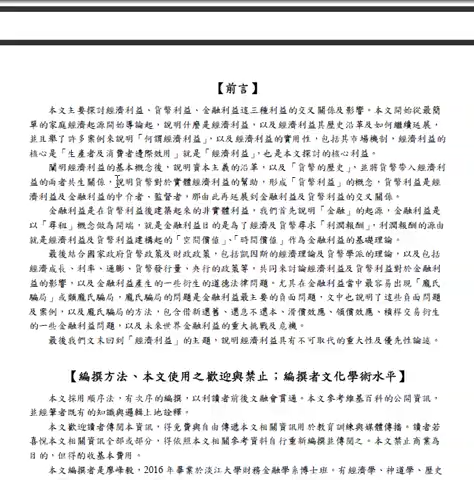 【前言】
本文主要探討經濟利益、貨幣利益、金融利益這三種利益的交叉關係及影響。本文開始從最簡
單的家庭經濟起源開始導論起，說明什麼是經濟利益，以及經濟利益其歷史沿革及如何繼續延展，
並且舉了許多案例來說明「何謂經濟利益」，以及經濟利益的實用性，包括其市場機制，經濟利益的
核心是「生產者及消費者邊際效用」就是「經濟利益」，也是本文探討的核心利益。
闡明經濟利益的基本概念後，說明資本主義的沿革，以及「貨幣的歷史」，並將貨幣帶入經濟利
益的兩者共生關係，說明貨幣對於實體經濟利益的幫助，形成「貨幣利益」的概念，貨幣利益是經
濟利益及金融利益的中介者、監督者，那由此再延展到金融利益及貨幣利益的交叉關係。
金融利益是在貨幣利益後建築起來的非實體利益，我們首先說明「金融」的起源，金融利益是
以「尋租」概念做為開端，就是金融利益目的是為了經濟及貨幣尋求「利潤報酬」，利潤報酬的源由
就是經濟利益及貨幣利益建構起的「空間價值」、「時間價值」作為金融利益的基礎理論。
最後結合國家政府貨幣政策及財政政策，包括凱因斯的經濟理論及貨幣學派的理論，以及包括
經濟成長、利率、通膨、貨幣發行量，央行的政策等，共同來討論經濟利益及貨幣利益對於金融利
益的影響，以及金融利益產生的一些衍生的道德法律問題。尤其在金融利益當中最容易出現「龐氏
騙局」或類龐氏騙局，龐氏騙局的問題是金融利益最主要的負面問題，文中也說明了這些負面問題
及案例，以及龐氏騙局的方法，包含借新還舊、還息不還本、滑價效應、領價效應、槓桿交易衍生
的一些金融利益問題，以及未來世界金融利益的重大挑戰及危機。
最後我們文末回到「經濟利益」的主題，說明經濟利益具有不可取代的重大性及優先性論述。
【編撰方法、本文使用之歡迎與禁止；編撰者文化學術水平】
本文採用順序法，有次序的編撰，以利讀者前後文融會貫通。本文參考維基百科的公開資訊，
並經筆者既有的知識與邏輯上地詮釋。
本文歡迎讀者傳閱本資訊，得免費與自由傳遞本文相關資訊用於教育訓練與媒體傳播。讀者若
喜悅本文相關資訊全部或部分，得依照本文相關參考資料自行重新編撰並傳閱之。本文禁止商業為
目的，但得酌收基本費用。
本文編撰者是廖峰毅，2016 年畢業於淡江大學財務金融學系博士班。有經濟學、神道學、歷史